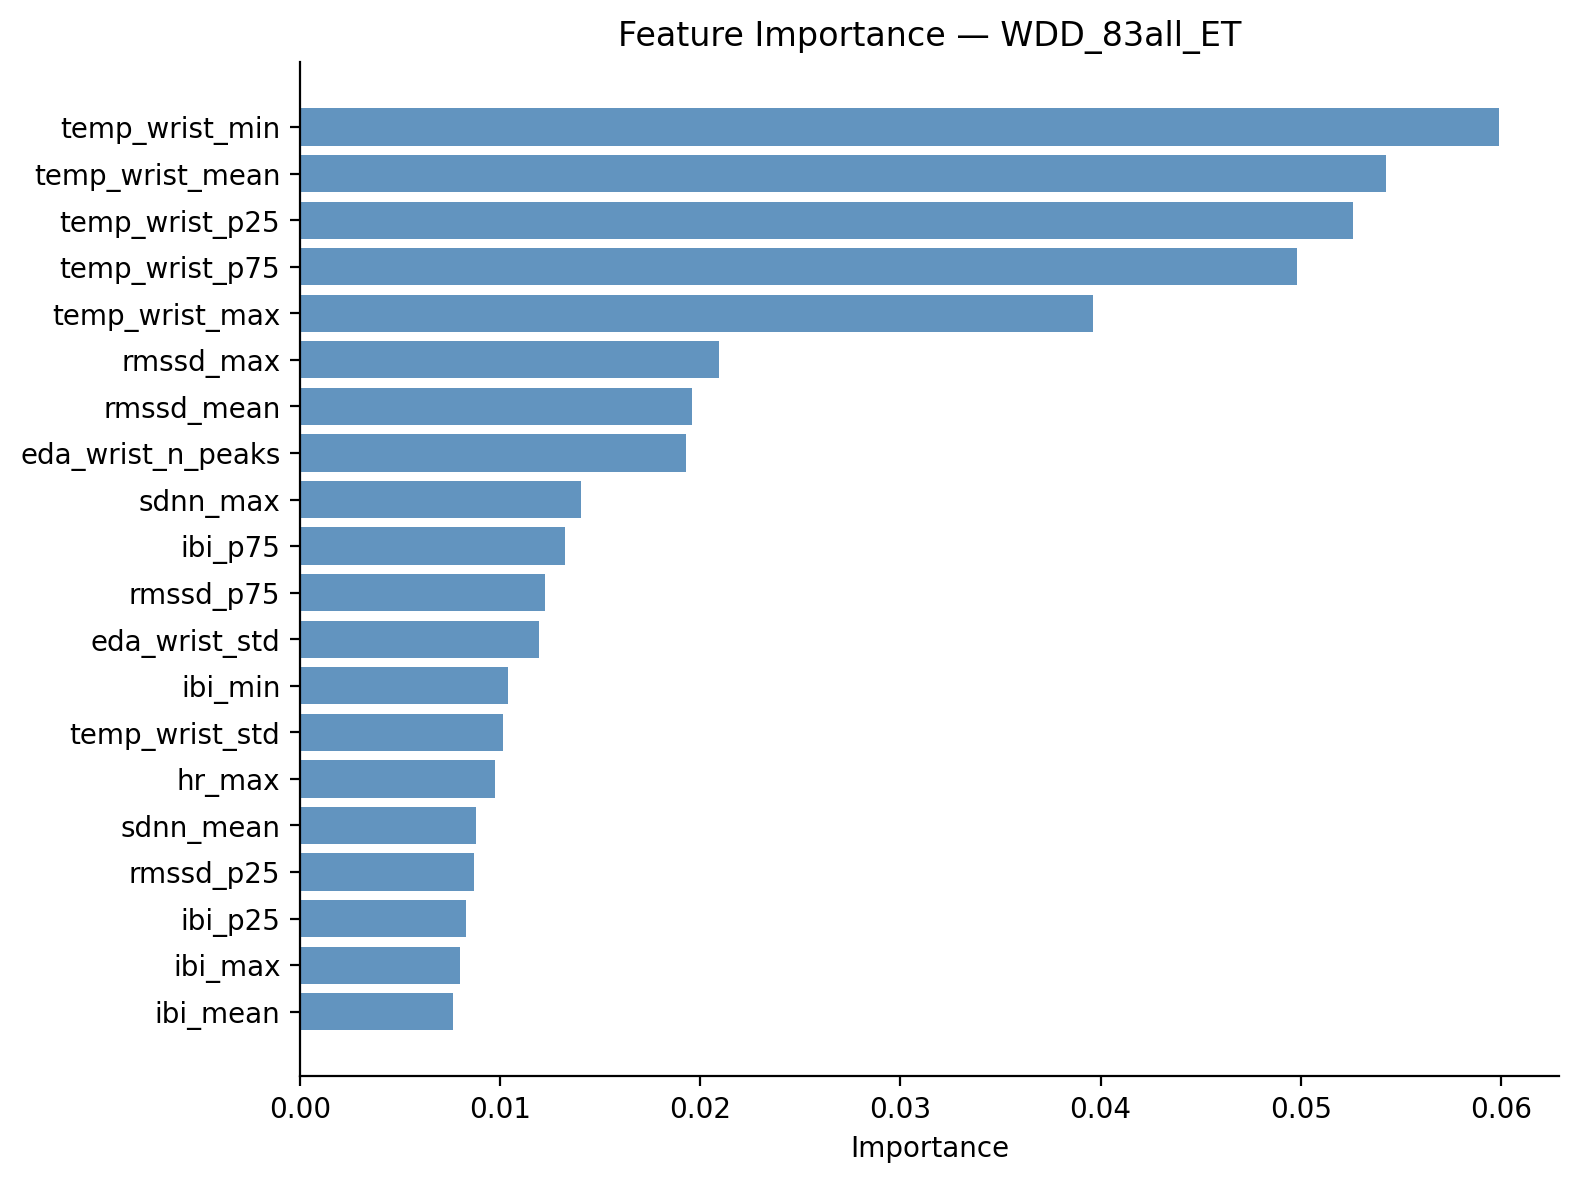 Feature Importance — WDD_83all_ET
temp_wrist_min
temp_wrist_mean
temp_wrist_p25
temp_wrist_p75
temp_wrist_max
rmssd_max
rmssd_mean
eda_wrist_n_peaks
sdnn_max
ibi_p75
rmssd_p75
eda_wrist_std
ibi_min
temp_wrist_std
hr_max
sdnn_mean
rmssd_p25
ibi_p25
ibi_max
ibi_mean
0.00 0.01 0.02 0.03 0.04 0.05 0.06
Importance